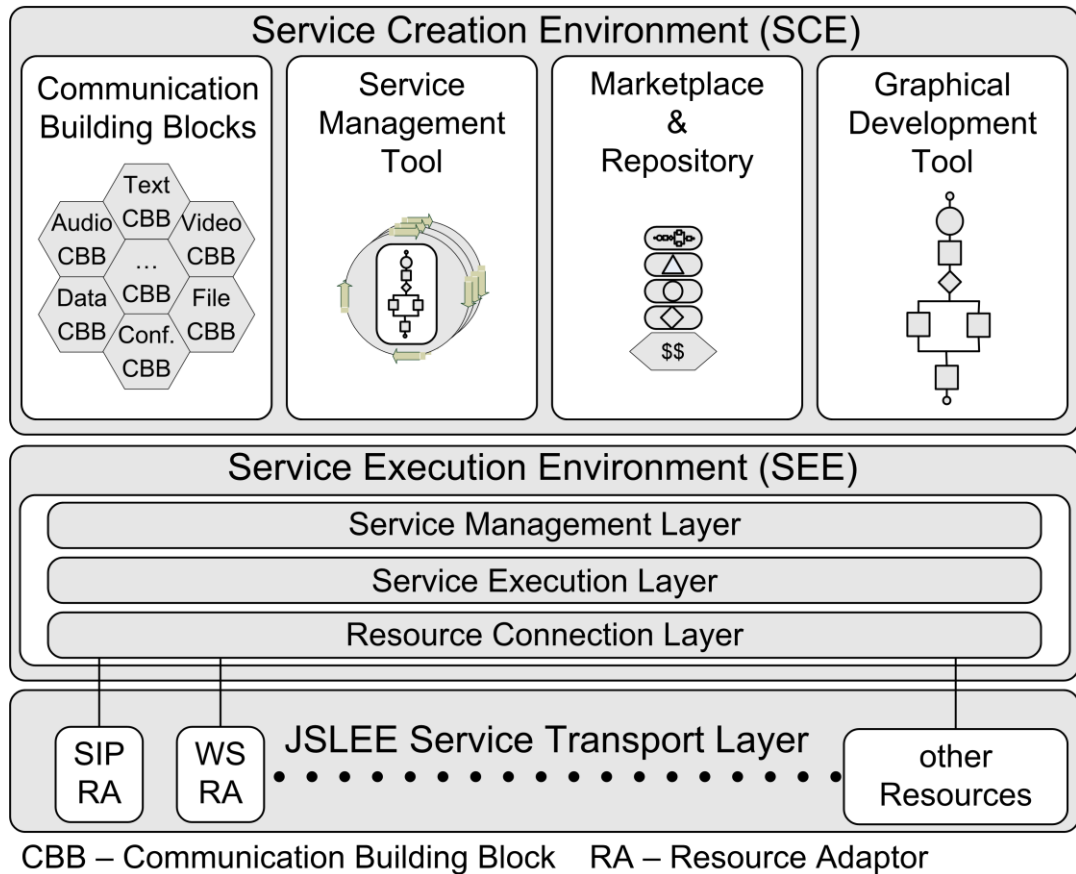 Service Creation Environment (SCE)
Communication
Building Blocks
Text
CBB
Audio
CBB
Video
CBB
...
CBB
Data
CBB
File
CBB
Conf.
CBB
Service
Management
Tool
Marketplace
&
Repository
$$
Graphical
Development
Tool
Service Execution Environment (SEE)
Service Management Layer
Service Execution Layer
Resource Connection Layer
JSLEE Service Transport Layer
SIP
RA
WS
RA
other
Resources
CBB – Communication Building Block RA – Resource Adaptor